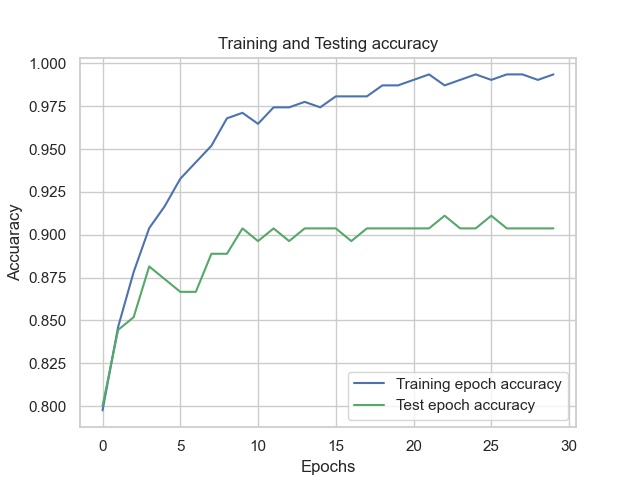 Training and Testing accuracy
1.000
0.975
0.950
0.925
0.900
0.875
0.850
0.825
0.800
Accuaracy
Training epoch accuracy
Test epoch accuracy
0 5 10 15 20 25 30
Epochs